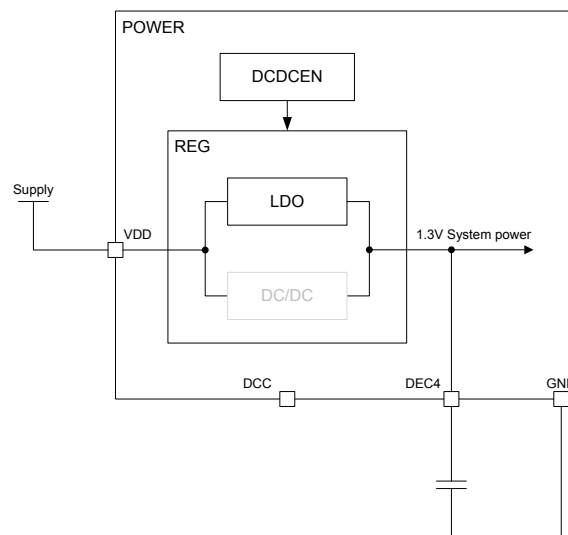 POWER
DCDCEN
REG
LDO
Supply
VDD
1.3V System power
DC/DC
DCC
DEC4